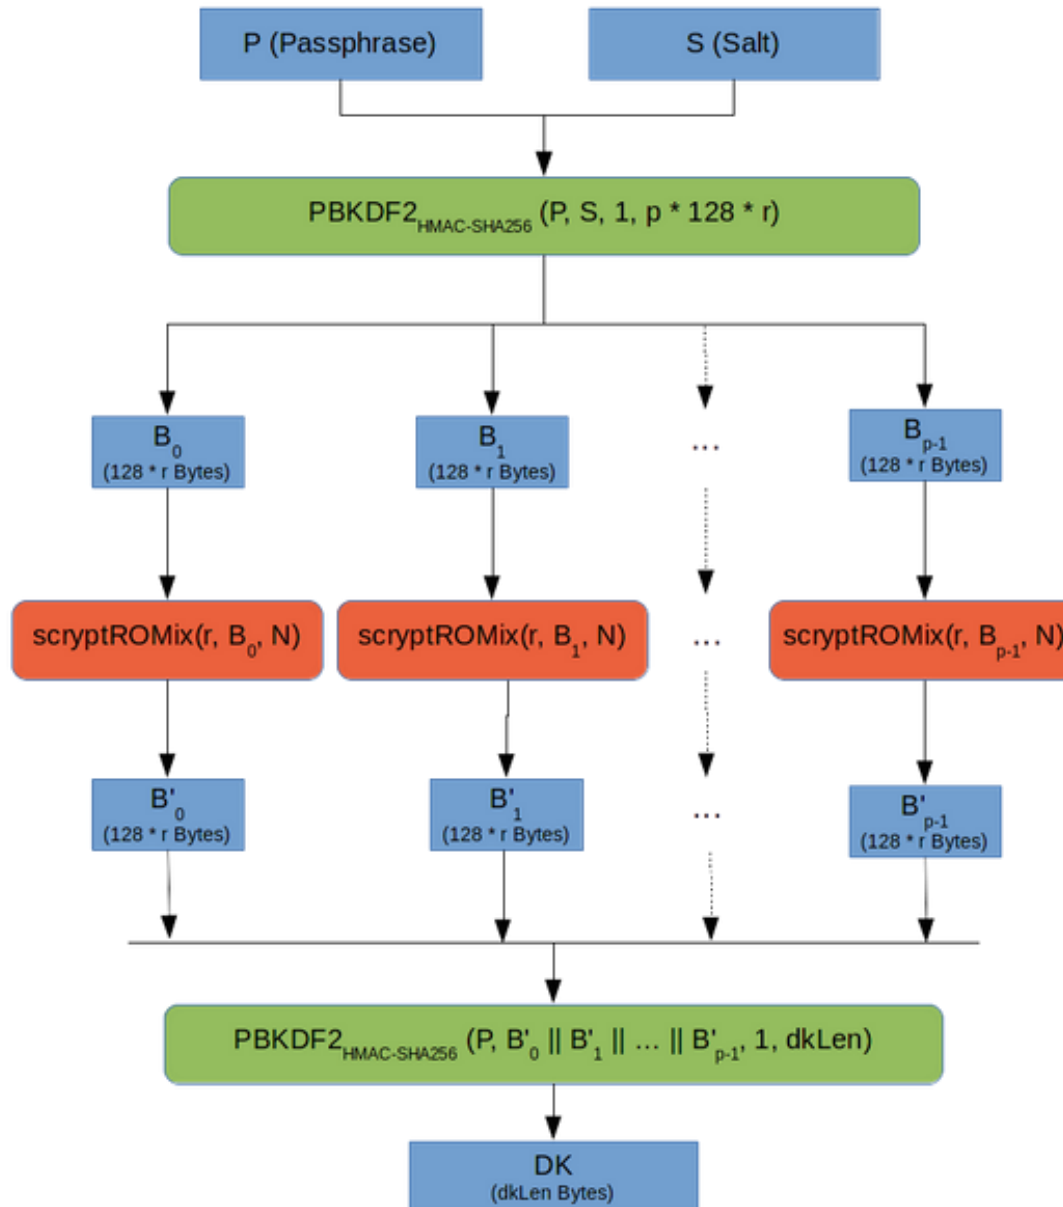 P (Passphrase)
S (Salt)
PBKDF2HMAC-SHA256 (P, S, 1, p * 128 * r)
B0
(128 * r Bytes)
B1
(128 * r Bytes)
...
Bp-1
(128 * r Bytes)
scryptROMix(r, B0, N)
scryptROMix(r, B1, N)
...
scryptROMix(r, Bp-1, N)
B'0
(128 * r Bytes)
B'1
(128 * r Bytes)
...
B'p-1
(128 * r Bytes)
PBKDF2HMAC-SHA256 (P, B'0 || B'1 || ... || B'p-1, 1, dkLen)
DK
(dkLen Bytes)